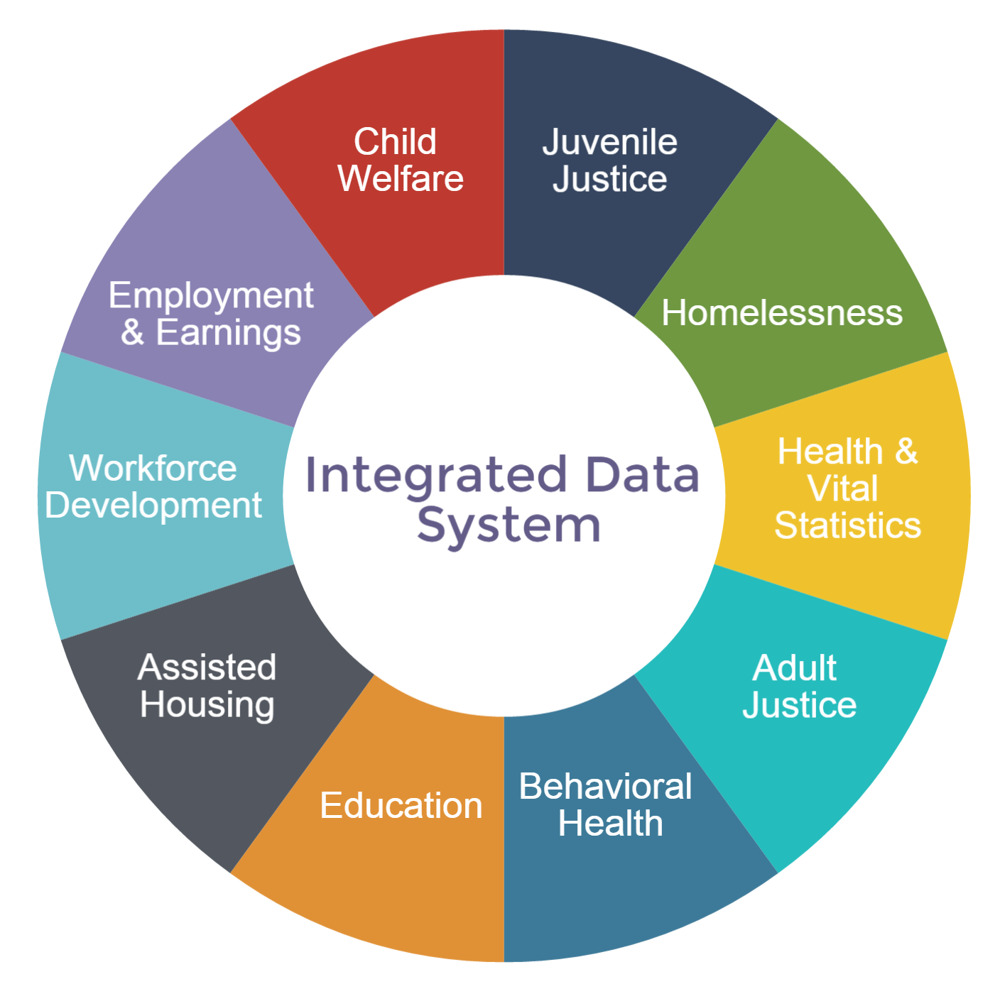 Child
Welfare
Juvenile
Justice
Homelessness
Health &
Vital
Statistics
Adult
Justice
Behavioral
Health
Education
Assisted
Housing
Workforce
Development
Employment
& Earnings
Integrated Data
System